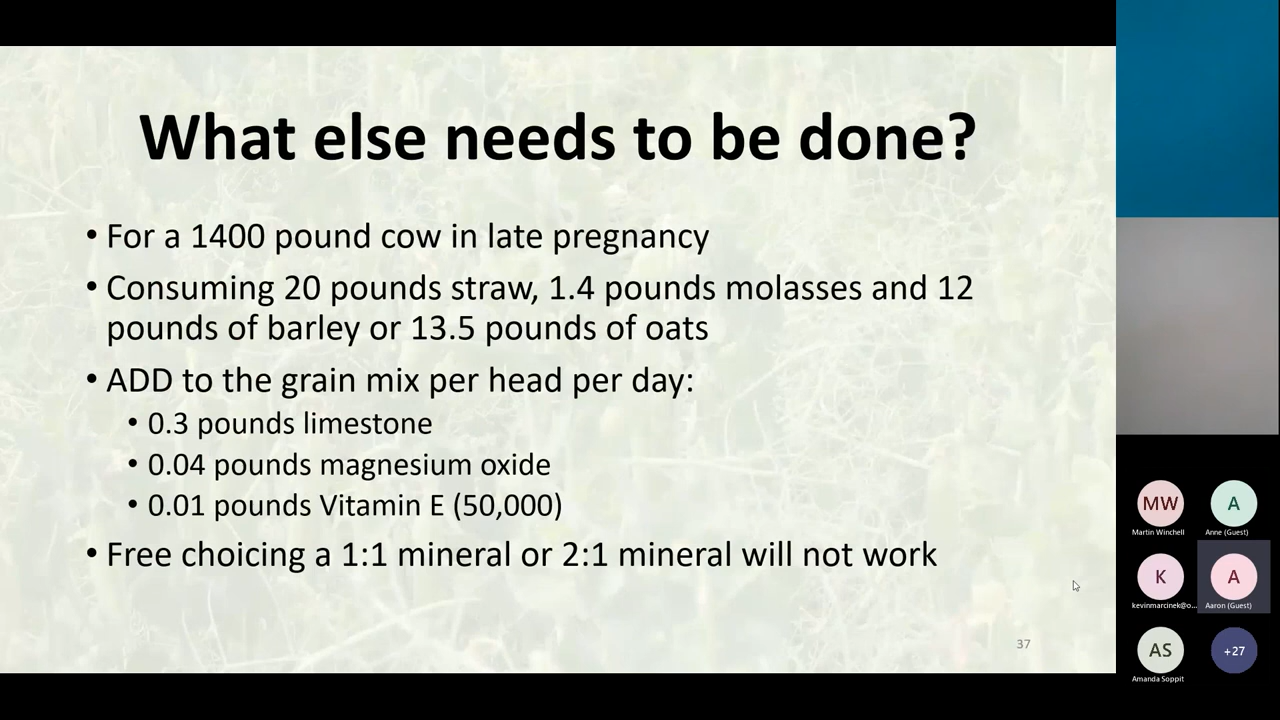 What else needs to be done?
• For a 1400 pound cow in late pregnancy
• Consuming 20 pounds straw, 1.4 pounds molasses and 12
pounds of barley or 13.5 pounds of oats
• ADD to the grain mix per head per day:
• 0.3 pounds limestone
• 0.04 pounds magnesium oxide
• 0.01 pounds Vitamin E (50,000)
• Free choicing a 1:1 mineral or 2:1 mineral will not work
37
MW
A
Martin Winchell
Anne (Guest)
K
A
kevinmarcinek@o...
Aaron (Guest)
AS
+27
Amanda Soppit